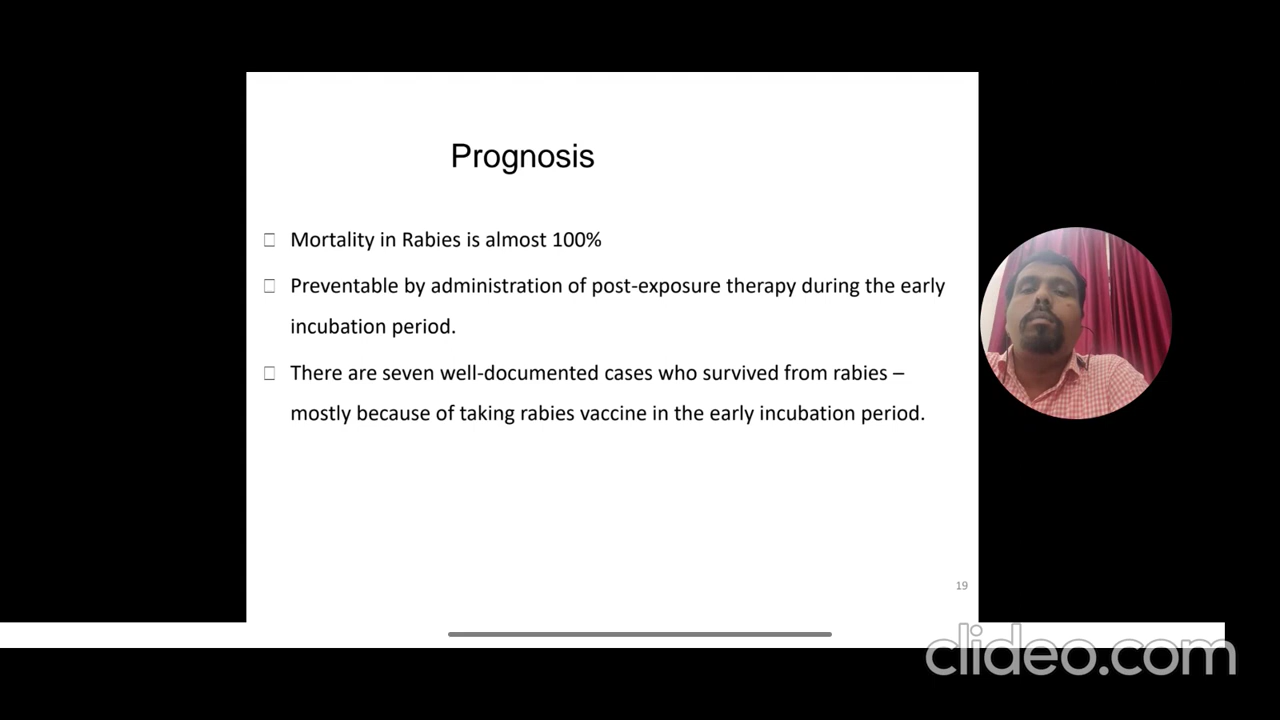 Prognosis
Mortality in Rabies is almost 100%
Preventable by administration of post-exposure therapy during the early
incubation period.
There are seven well-documented cases who survived from rabies –
mostly because of taking rabies vaccine in the early incubation period.
19
clideo.com